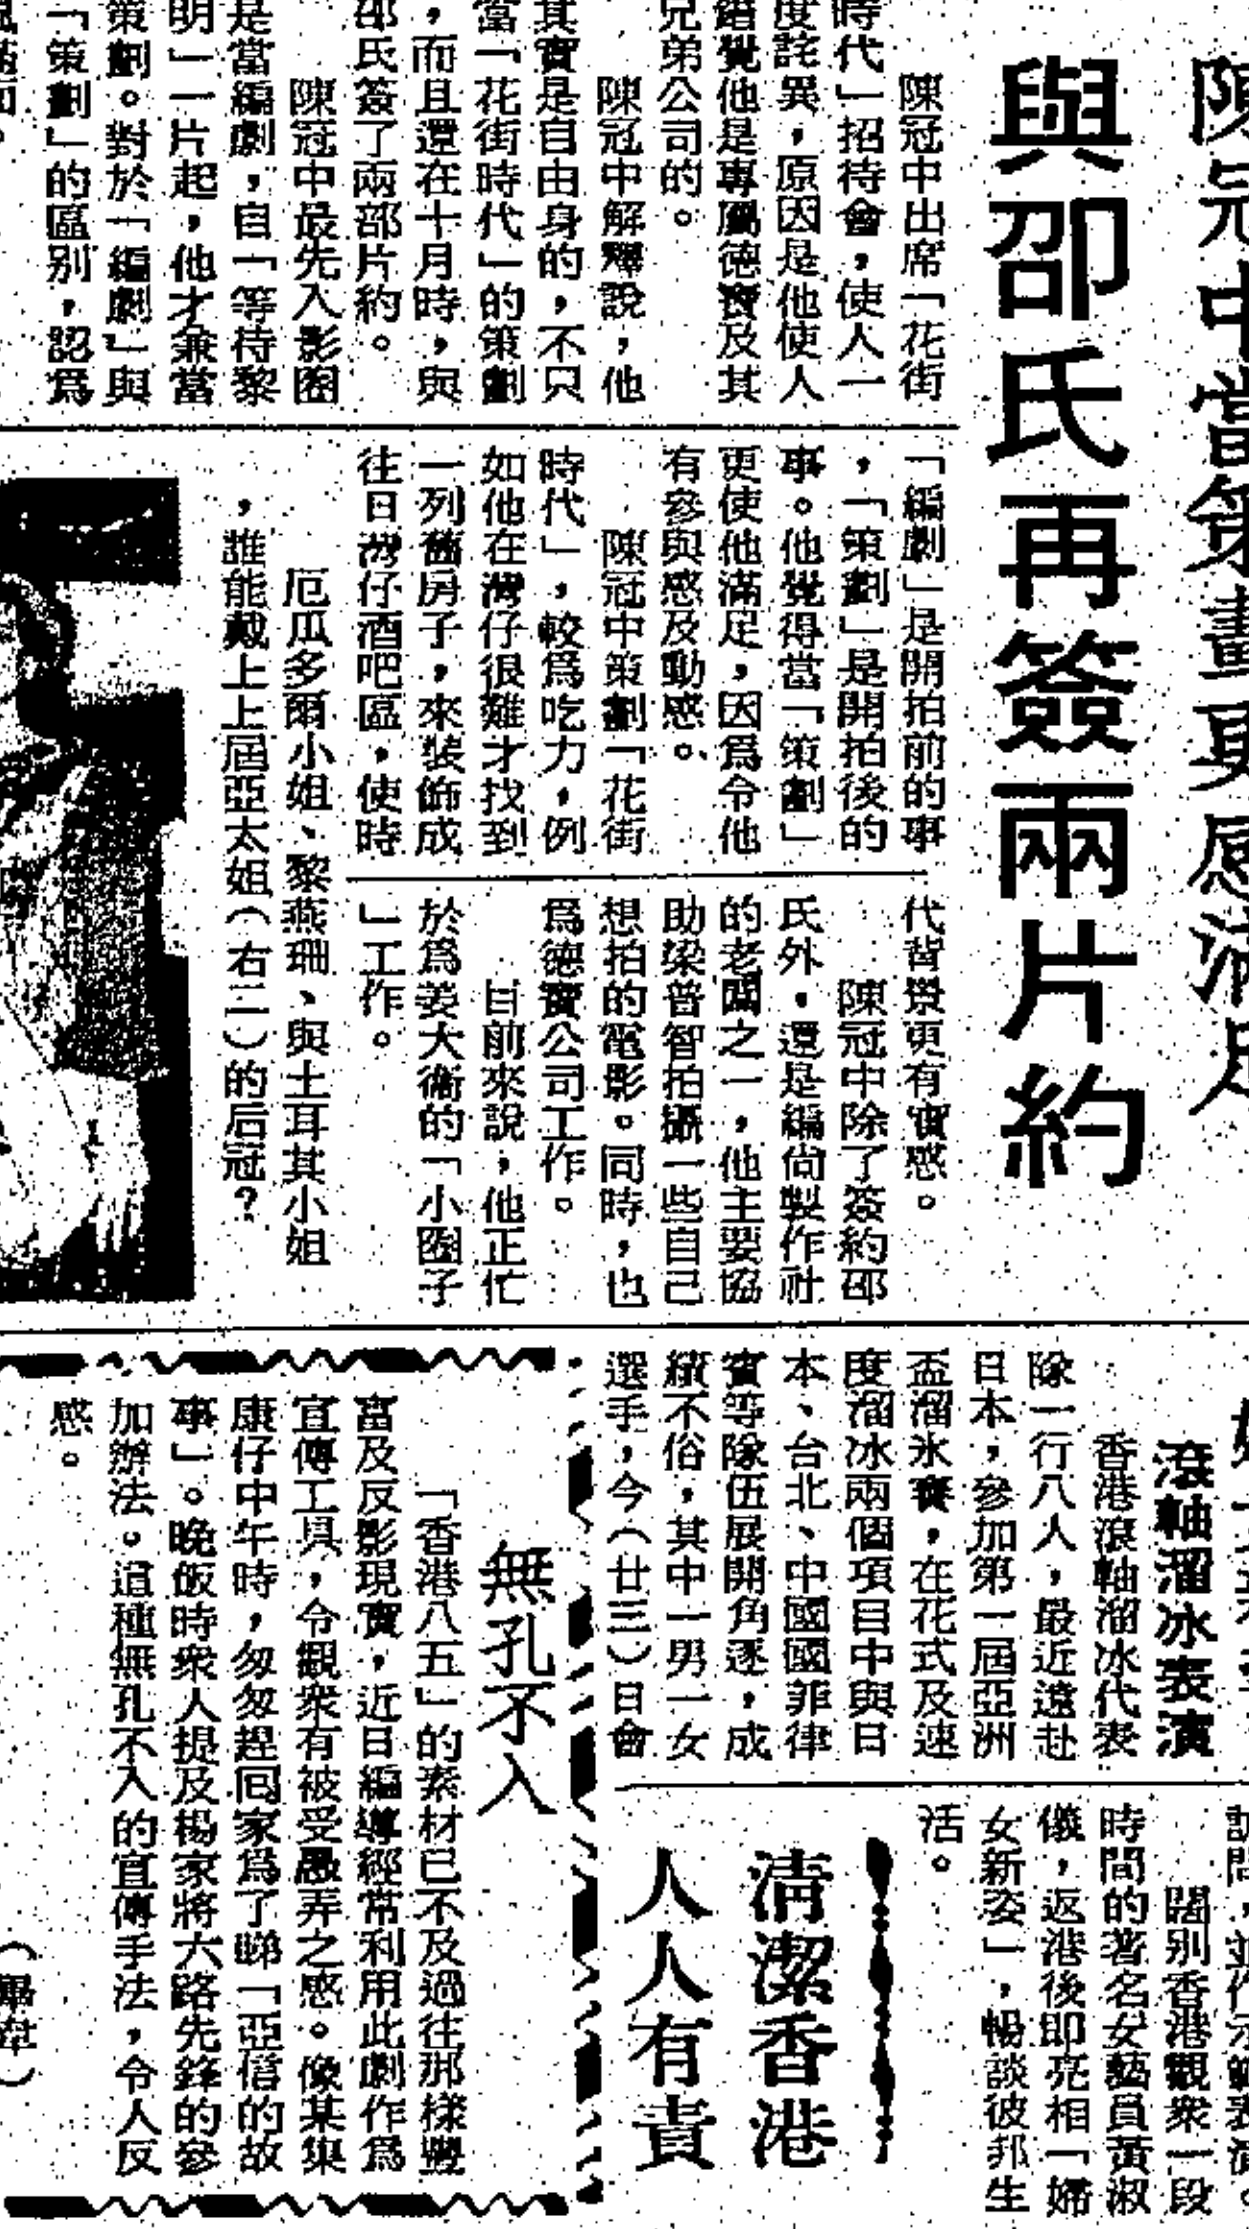 陳冠中當策畫更感滿足
與邵氏再簽兩片約
陳冠中出席「花街
時代」招待會，使人一
度詫異，原因是他使人
錯覺他是專屬德寶及其
兄弟公司的。
陳冠中解釋說，他
其實是自由身的，不只
當「花街時代」的策劃
，而且還在十月時，與
邵氏簽了兩部片約。
陳冠中最先入影圈
是當編劇，自「等待黎
明」一片起，他才兼當
策劃。對於「編劇」與
「策劃」的區別，認爲
「編劇」是開拍前的事
，「策劃」是開拍後的
事。他覺得當「策劃」
更使他滿足，因爲令他
有參與感及動感。
陳冠中策劃「花街
時代」，較爲吃力，例
如他在灣仔很難才找到
一列舊房子，來裝飾成
往日灣仔酒吧區，使時
代背景更有實感。
陳冠中除了簽約邵
氏外，還是編尚製作社
的老闆之一，他主要協
助梁普智拍攝一些自己
想拍的電影。同時，也
爲德寶公司工作。
目前來說，他正忙
於爲姜大衞的「小圈子
」工作。
厄瓜多爾小姐、黎燕珊、與土耳其小姐
，誰能戴上上屆亞太姐（右二）的后冠？
滾軸溜冰表演
香港滾軸溜冰代表
隊一行八人，最近遠赴
日本，參加第一屆亞洲
盃溜氷賽，在花式及速
度溜冰兩個項目中與日
本、台北、中國國菲律
賓等隊伍展開角逐，成
績不俗，其中一男一女
選手，今（廿三）日會
訪問，並作示範表演。
闊别香港觀衆一段
時間的著名女藝員黃淑
儀，返港後即亮相「婦
女新姿」，暢談彼邦生
活。
清潔香港
人人有責
無孔不入
「香港八五」的素材已不及過往那樣豐
富及反影現實，近日編導經常利用此劇作爲
宣傳工具，令觀衆有被受愚弄之感。像某集
康仔中午時，匆匆趕囘家爲了睇「亞信的故
事」。晚飯時衆人提及楊家將六路先鋒的參
加辦法。這種無孔不入的宣傳手法，令人反
感。
（畢韋）